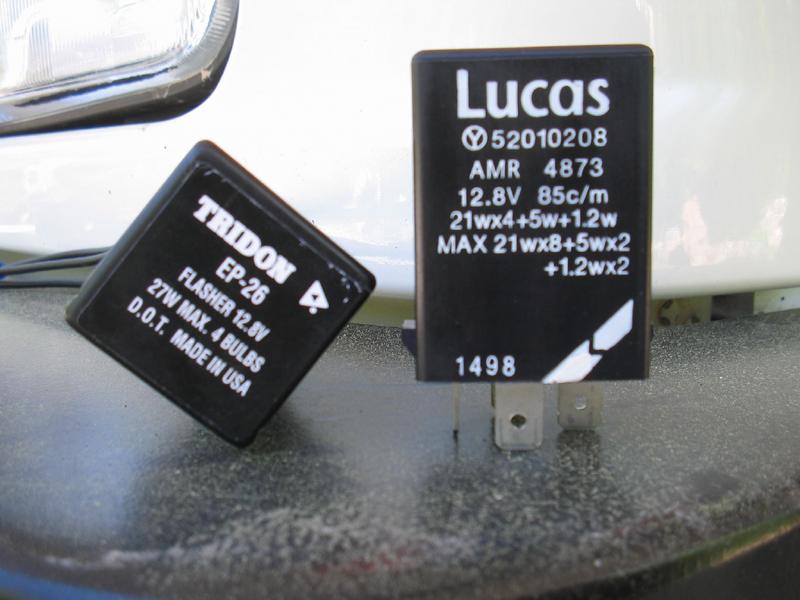 TRIDON
EP-26
FLASHER 12.8V
27W MAX. 4 BULBS
D.O.T. MADE IN USA
Lucas
Y 52010208
AMR 4873
12.8V 85c/m
21wx4+5w+1.2w
MAX 21wx8+5wx2
+1.2wx2
1498